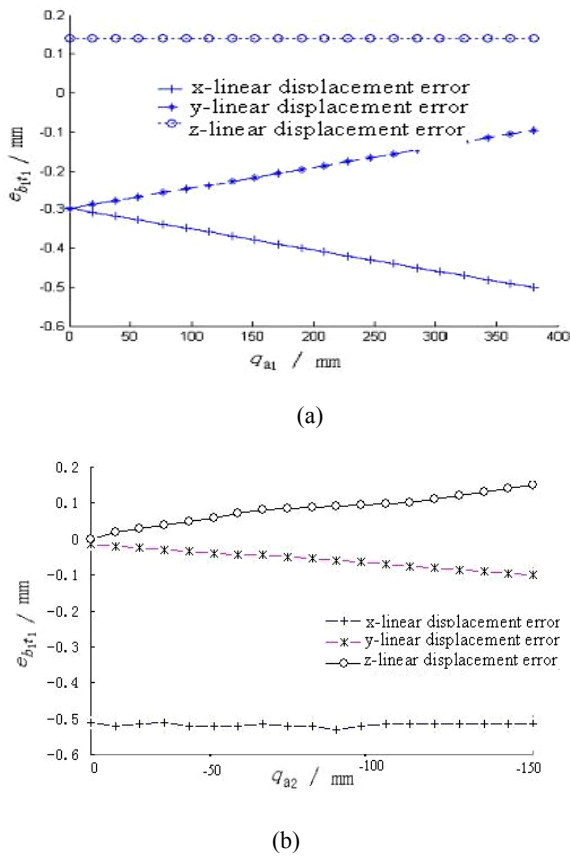 0.2
0.1
0
-0.1
-0.2
-0.3
-0.4
-0.5
-0.6
e_{b_1t_1} / mm
x-linear displacement error
y-linear displacement error
z-linear displacement error
0 50 100 150 200 250 300 350 400
q_{a1} / mm
(a)
0.2
0.1
0
-0.1
-0.2
-0.3
-0.4
-0.5
-0.6
e_{b_1t_1} / mm
x-linear displacement error
y-linear displacement error
z-linear displacement error
0 -50 -100 -150
q_{a2} / mm
(b)